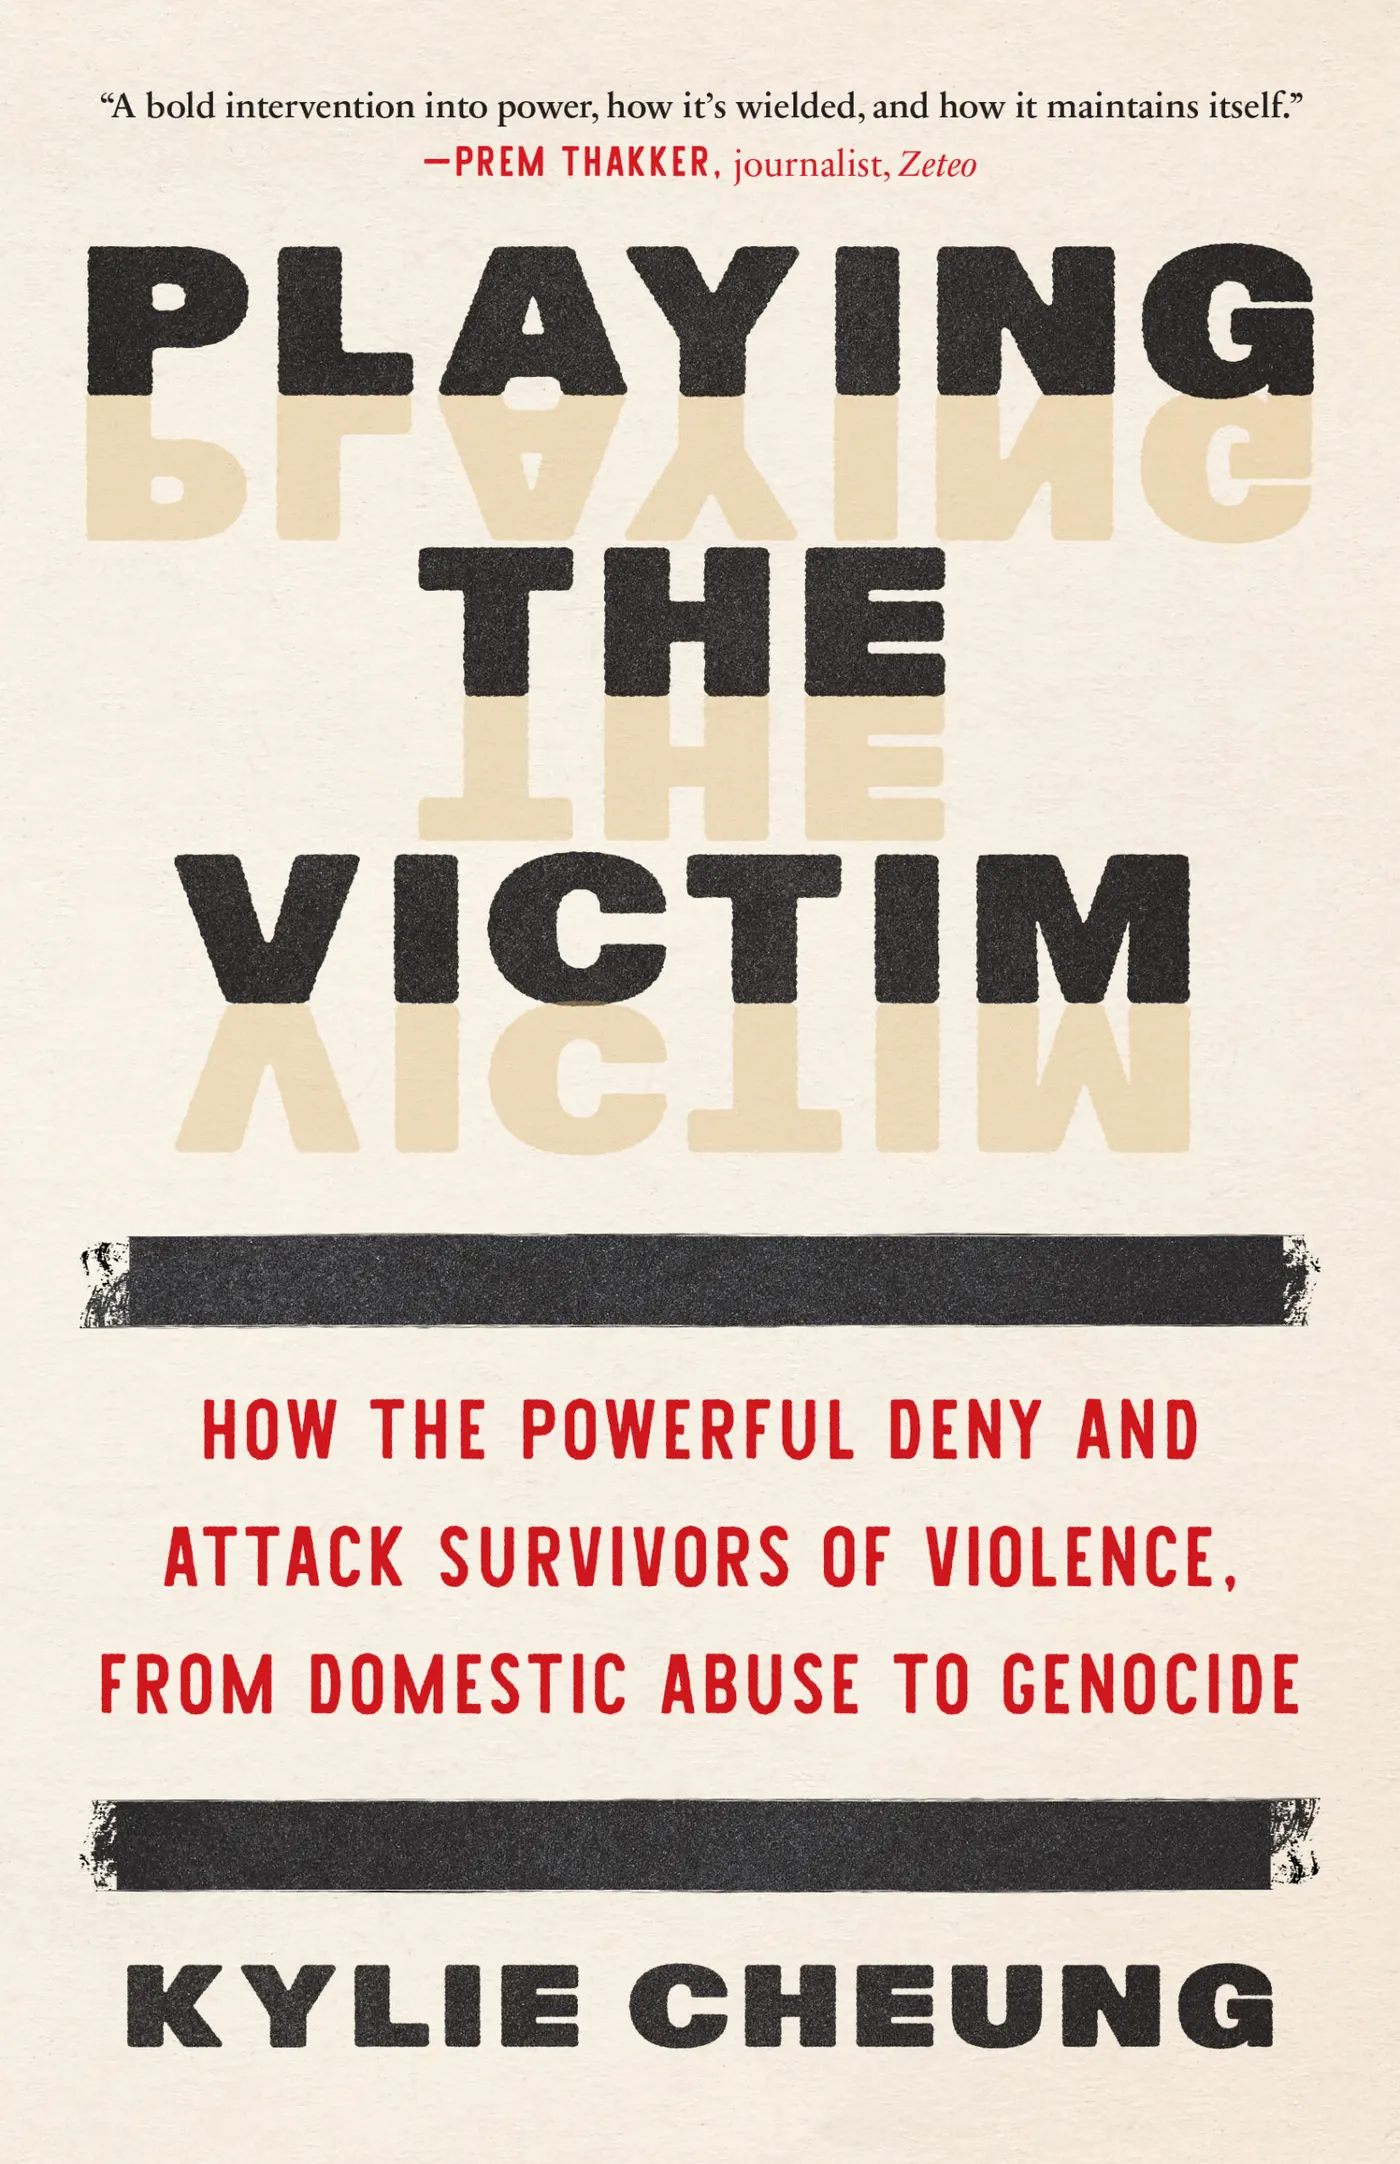 “A bold intervention into power, how it’s wielded, and how it maintains itself.”
—PREM THAKKER, journalist, Zeteo
PLAYING
THE
VICTIM
HOW THE POWERFUL DENY AND
ATTACK SURVIVORS OF VIOLENCE,
FROM DOMESTIC ABUSE TO GENOCIDE
KYLIE CHEUNG